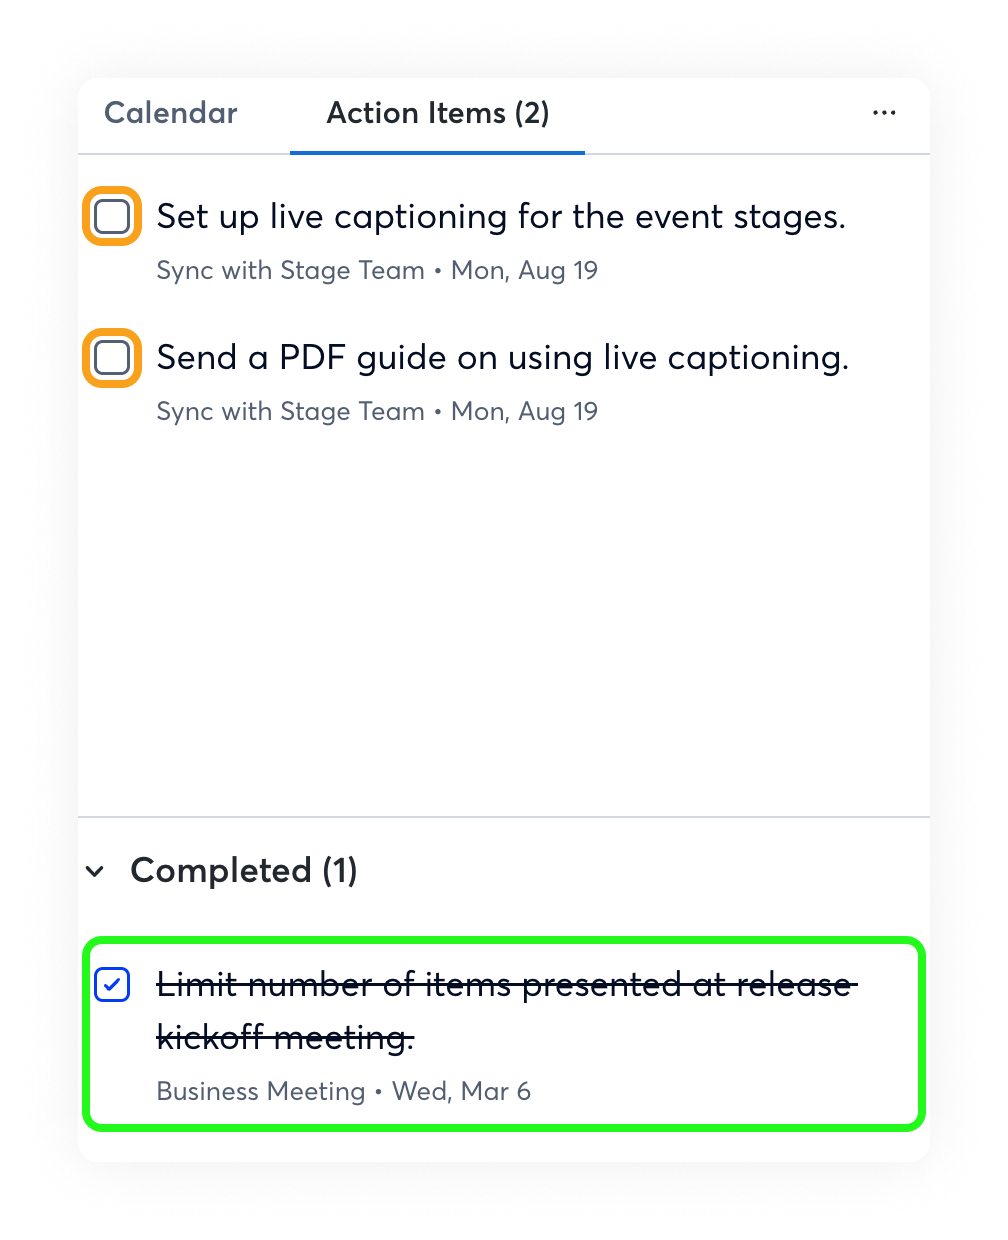 Calendar
Action Items (2)
Set up live captioning for the event stages.
Sync with Stage Team • Mon, Aug 19
Send a PDF guide on using live captioning.
Sync with Stage Team • Mon, Aug 19
Completed (1)
Limit number of items presented at release
kickoff meeting.
Business Meeting • Wed, Mar 6